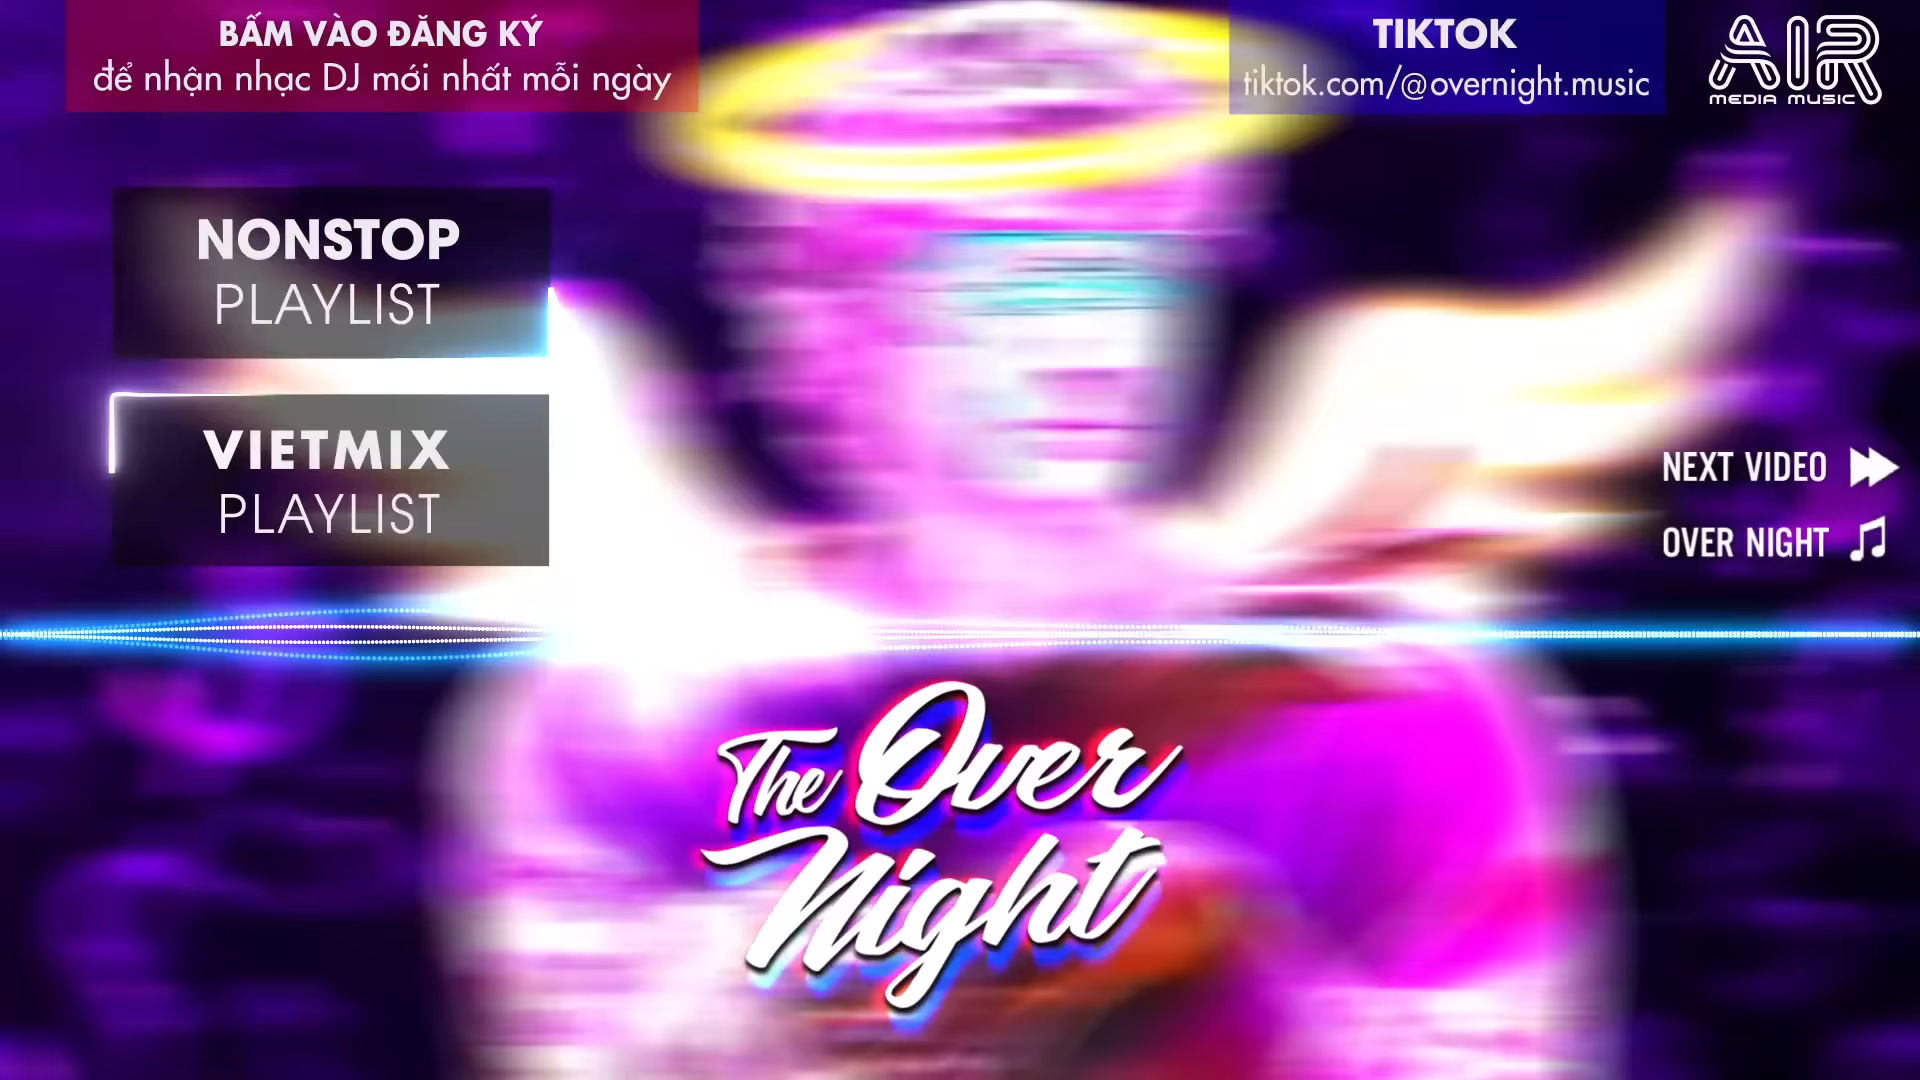 BẤM VÀO ĐĂNG KÝ
để nhận nhạc DJ mới nhất mỗi ngày
TIKTOK
tiktok.com/@overnight.music
AIR
MEDIA MUSIC
NONSTOP
PLAYLIST
VIETMIX
PLAYLIST
NEXT VIDEO
OVER NIGHT
The Over
Night